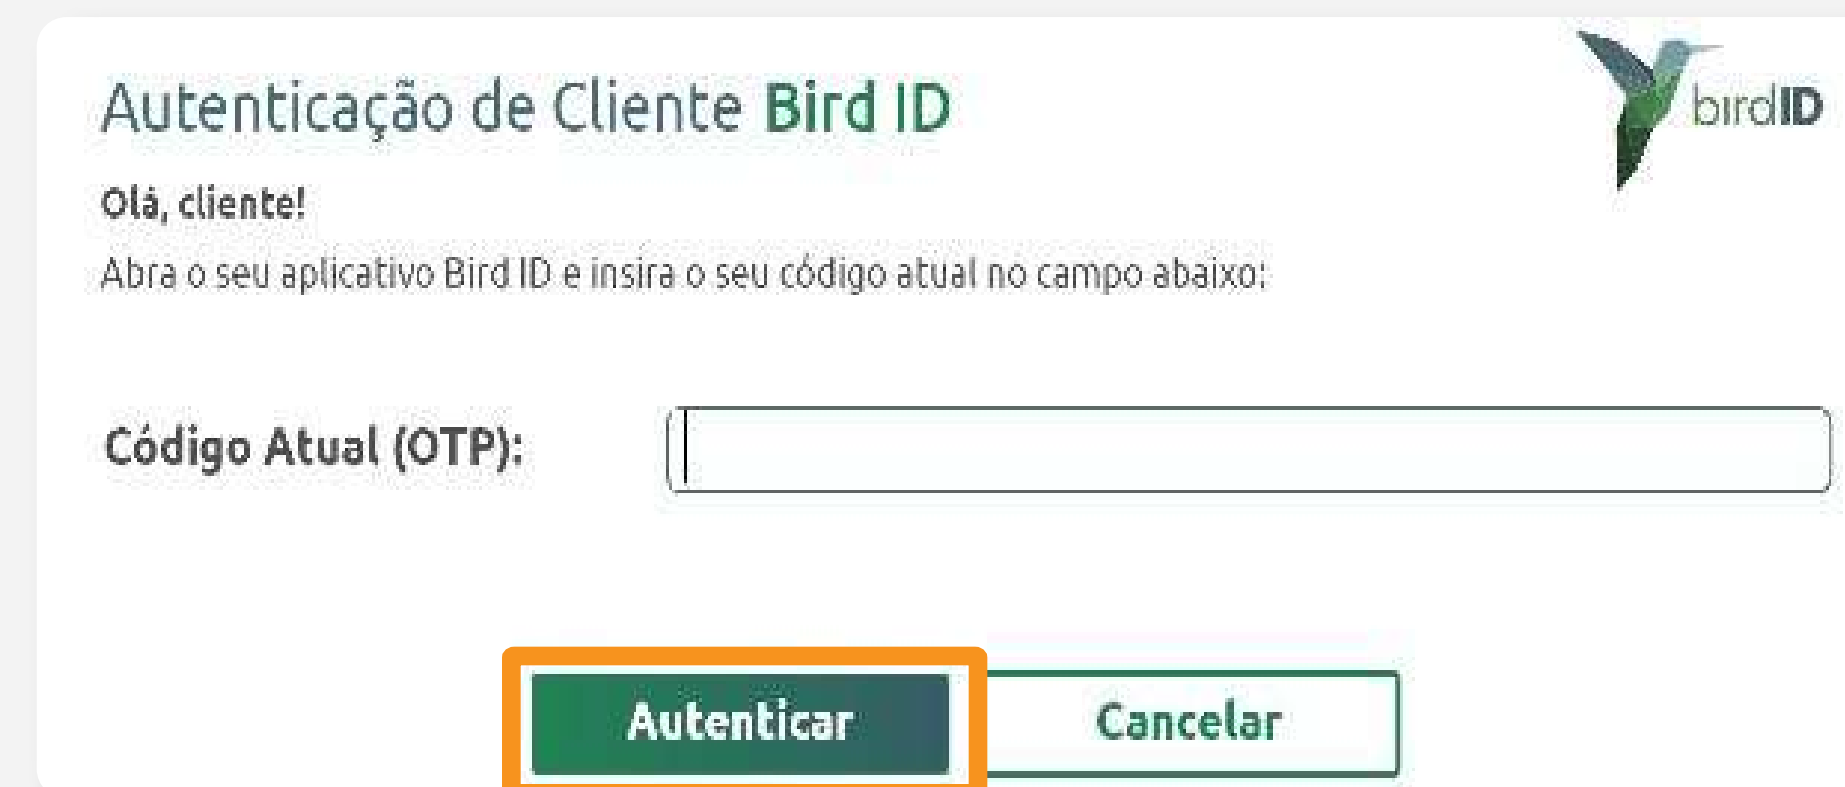 Autenticação de Cliente Bird ID
birdID
Olá, cliente!
Abra o seu aplicativo Bird ID e insira o seu código atual no campo abaixo:
Código Atual (OTP):
Autenticar
Cancelar